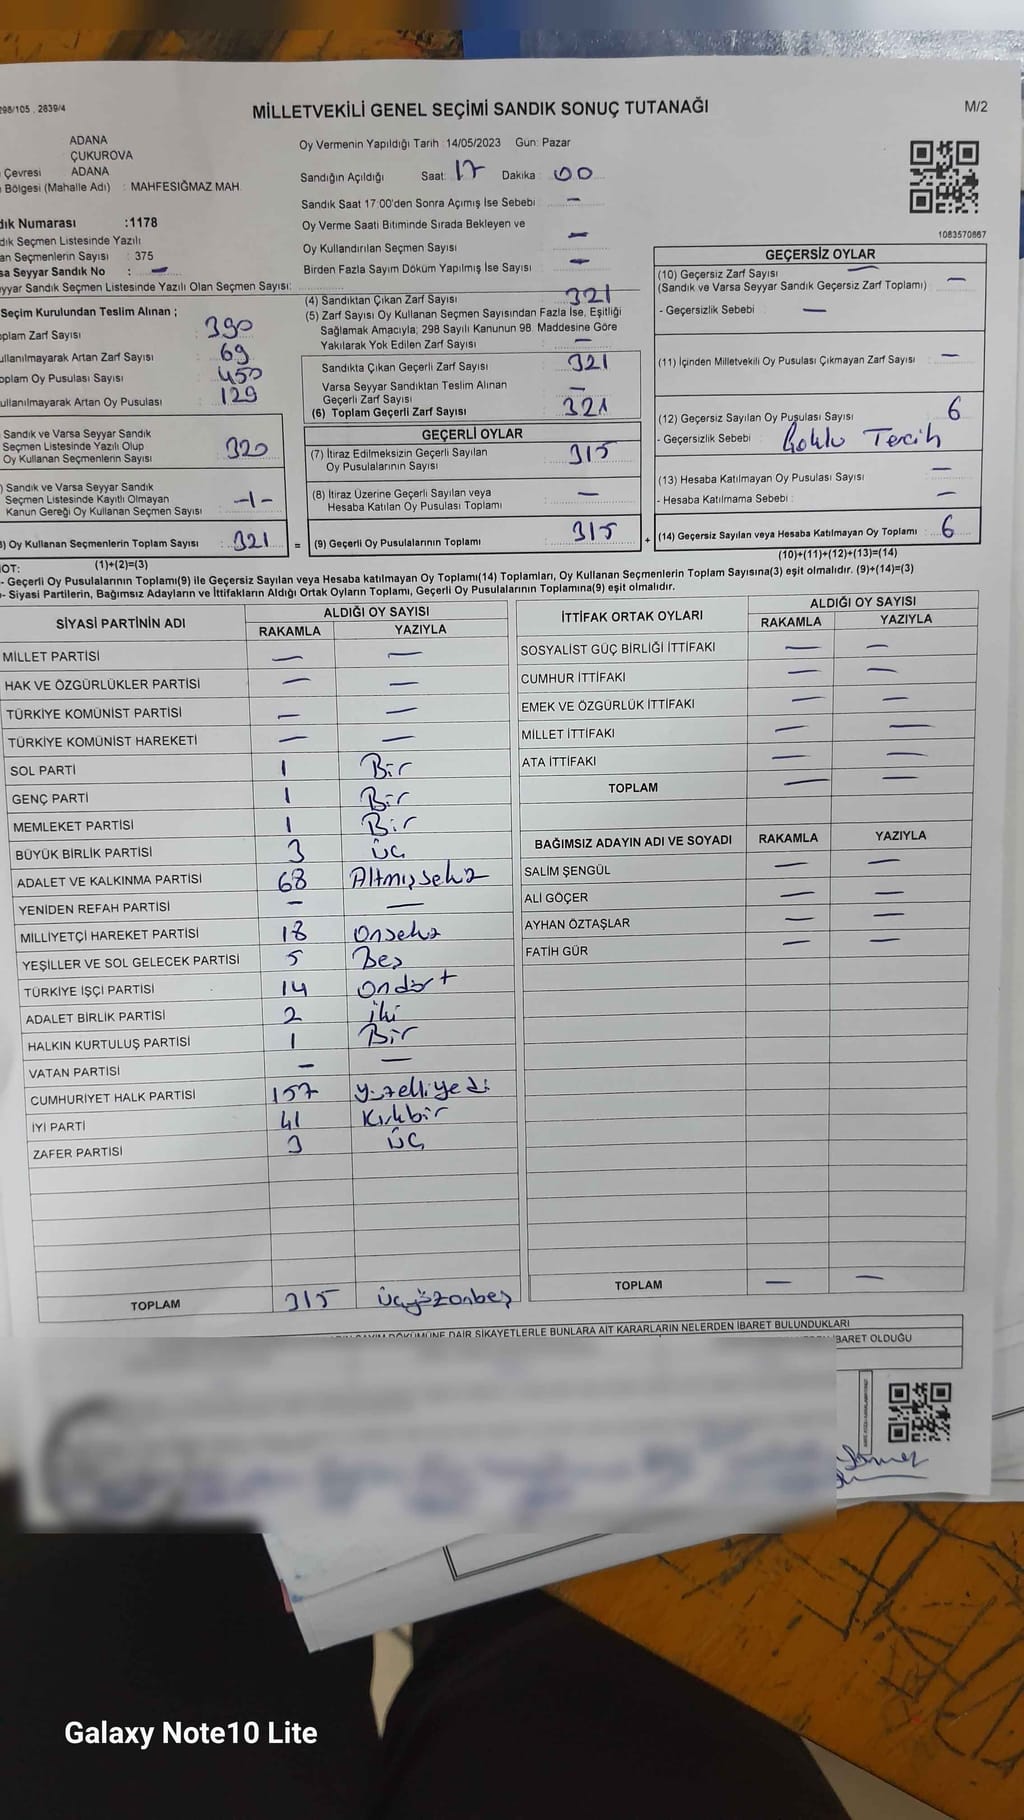 298/105 . 2839/4
MİLLETVEKİLİ GENEL SEÇİMİ SANDIK SONUÇ TUTANAĞI
M/2
ADANA
ÇUKUROVA
Çevresi ADANA
Bölgesi (Mahalle Adı) : MAHFESIĞMAZ MAH.
Oy Vermenin Yapıldığı Tarih :14/05/2023 Gün: Pazar
Sandığın Açıldığı Saat: 17 Dakika 00
Sandık Saat 17:00'den Sonra Açımış İse Sebebi : -
Oy Verme Saati Bitiminde Sırada Bekleyen ve
Oy Kullandırılan Seçmen Sayısı -
Birden Fazla Sayım Döküm Yapılmış İse Sayısı : -
1083570667
dık Numarası :1178
dık Seçmen Listesinde Yazılı
an Seçmenlerin Sayısı : 375
sa Seyyar Sandık No : -
yyar Sandık Seçmen Listesinde Yazılı Olan Seçmen Sayısı:
Seçim Kurulundan Teslim Alınan ;
oplam Zarf Sayısı : 390
ullanılmayarak Artan Zarf Sayısı : 69
oplam Oy Pusulası Sayısı : 450
ullanılmayarak Artan Oy Pusulası : 129
Sandık ve Varsa Seyyar Sandık
Seçmen Listesinde Yazılı Olup
Oy Kullanan Seçmenlerin Sayısı 320
) Sandık ve Varsa Seyyar Sandık
Seçmen Listesinde Kayıtlı Olmayan
Kanun Gereği Oy Kullanan Seçmen Sayısı : -1-
) Oy Kullanan Seçmenlerin Toplam Sayısı : 321
(1)+(2)=(3)
(4) Sandıktan Çıkan Zarf Sayısı 321
(5) Zarf Sayısı Oy Kullanan Seçmen Sayısından Fazla İse, Eşitliği
Sağlamak Amacıyla; 298 Sayılı Kanunun 98. Maddesine Göre
Yakılarak Yok Edilen Zarf Sayısı -
Sandıkta Çıkan Geçerli Zarf Sayısı 321
Varsa Seyyar Sandıktan Teslim Alınan
Geçerli Zarf Sayısı -
(6) Toplam Geçerli Zarf Sayısı 321
GEÇERLİ OYLAR
(7) İtiraz Edilmeksizin Geçerli Sayılan
Oy Pusulalarının Sayısı 315
(8) İtiraz Üzerine Geçerli Sayılan veya
Hesaba Katılan Oy Pusulası Toplamı -
= (9) Geçerli Oy Pusulalarının Toplamı 315 +
GEÇERSİZ OYLAR
(10) Geçersiz Zarf Sayısı -
(Sandık ve Varsa Seyyar Sandık Geçersiz Zarf Toplamı) : -
- Geçersizlik Sebebi : -
(11) İçinden Milletvekili Oy Pusulası Çıkmayan Zarf Sayısı : -
(12) Geçersiz Sayılan Oy Pusulası Sayısı : 6
- Geçersizlik Sebebi : Çoklu Tercih
(13) Hesaba Katılmayan Oy Pusulası Sayısı : -
- Hesaba Katılmama Sebebi : -
(14) Geçersiz Sayılan veya Hesaba Katılmayan Oy Toplamı : 6
(10)+(11)+(12)+(13)=(14)
NOT:
- Geçerli Oy Pusulalarının Toplamı(9) ile Geçersiz Sayılan veya Hesaba katılmayan Oy Toplamı(14) Toplamları, Oy Kullanan Seçmenlerin Toplam Sayısına(3) eşit olmalıdır. (9)+(14)=(3)
- Siyasi Partilerin, Bağımsız Adayların ve İttifakların Aldığı Ortak Oyların Toplamı, Geçerli Oy Pusulalarının Toplamına(9) eşit olmalıdır.
SİYASİ PARTİNİN ADI ALDIĞI OY SAYISI
RAKAMLA YAZIYLA
MİLLET PARTİSİ - -
HAK VE ÖZGÜRLÜKLER PARTİSİ - -
TÜRKİYE KOMÜNİST PARTİSİ - -
TÜRKİYE KOMÜNİST HAREKETİ - -
SOL PARTİ 1 Bir
GENÇ PARTİ 1 Bir
MEMLEKET PARTİSİ 1 Bir
BÜYÜK BİRLİK PARTİSİ 3 Üç
ADALET VE KALKINMA PARTİSİ 68 Altmışsekiz
YENİDEN REFAH PARTİSİ - -
MİLLİYETÇİ HAREKET PARTİSİ 18 Onsekiz
YEŞİLLER VE SOL GELECEK PARTİSİ 5 Beş
TÜRKİYE İŞÇİ PARTİSİ 14 Ondört
ADALET BİRLİK PARTİSİ 2 İki
HALKIN KURTULUŞ PARTİSİ 1 Bir
VATAN PARTİSİ - -
CUMHURİYET HALK PARTİSİ 157 Yüzelliyedi
İYİ PARTİ 41 Kırkbir
ZAFER PARTİSİ 3 Üç
TOPLAM 315 Üçyüzonbeş
İTTİFAK ORTAK OYLARI ALDIĞI OY SAYISI
RAKAMLA YAZIYLA
SOSYALİST GÜÇ BİRLİĞİ İTTİFAKI - -
CUMHUR İTTİFAKI - -
EMEK VE ÖZGÜRLÜK İTTİFAKI - -
MİLLET İTTİFAKI - -
ATA İTTİFAKI - -
TOPLAM - -
BAĞIMSIZ ADAYIN ADI VE SOYADI RAKAMLA YAZIYLA
SALİM ŞENGÜL - -
ALİ GÖÇER - -
AYHAN ÖZTAŞLAR - -
FATİH GÜR - -
TOPLAM - -
DÖKÜMÜNE DAİR ŞİKAYETLERLE BUNLARA AİT KARARLARIN NELERDEN İBARET BULUNDUKLARI
İBARET OLDUĞU
Galaxy Note10 Lite